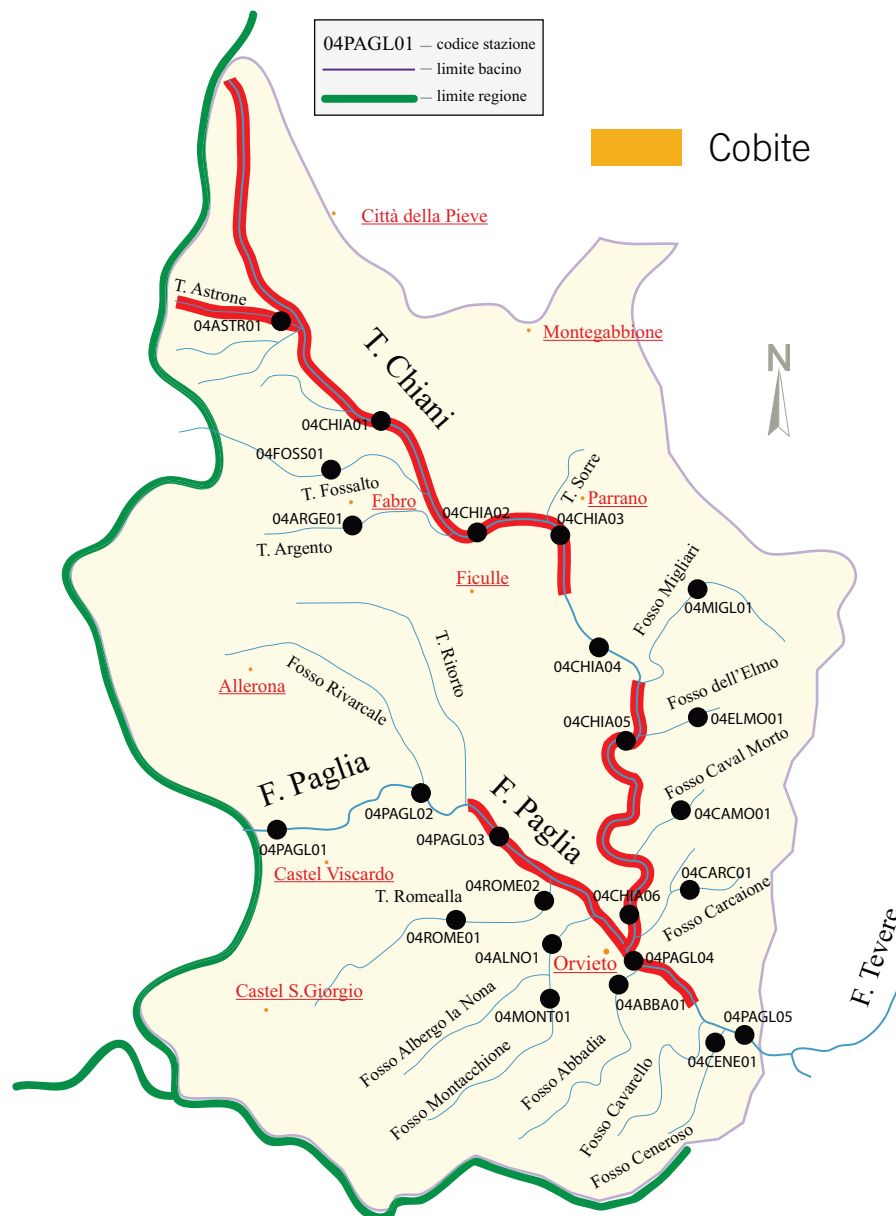 04PAGL01 – codice stazione
– limite bacino
– limite regione
Cobite
Città della Pieve
T. Astrone
04ASTR01
Montegabbione
T. Chiani
N
04CHIA01
04FOSS01
T. Fossalto
Fabro
T. Sorre
Parrano
04CHIA02
04CHIA03
04ARGE01
T. Argento
Ficulle
Fosso Migliari
04MIGL01
04CHIA04
T. Ritorto
Fosso Rivarcale
Allerona
Fosso dell'Elmo
04ELMO01
04CHIA05
Fosso Caval Morto
F. Paglia
F. Paglia
04PAGL02
04CAMO01
04PAGL01
04PAGL03
Castel Viscardo
04CARC01
T. Romealla
04ROME02
04CHIA06
Fosso Carcaione
04ROME01
04ALNO1
Orvieto
04PAGL04
F. Tevere
Castel S.Giorgio
04MONT01
04ABBA01
04PAGL05
Fosso Albergo la Nona
04CENE01
Fosso Montacchione
Fosso Abbadia
Fosso Cavarello
Fosso Ceneroso